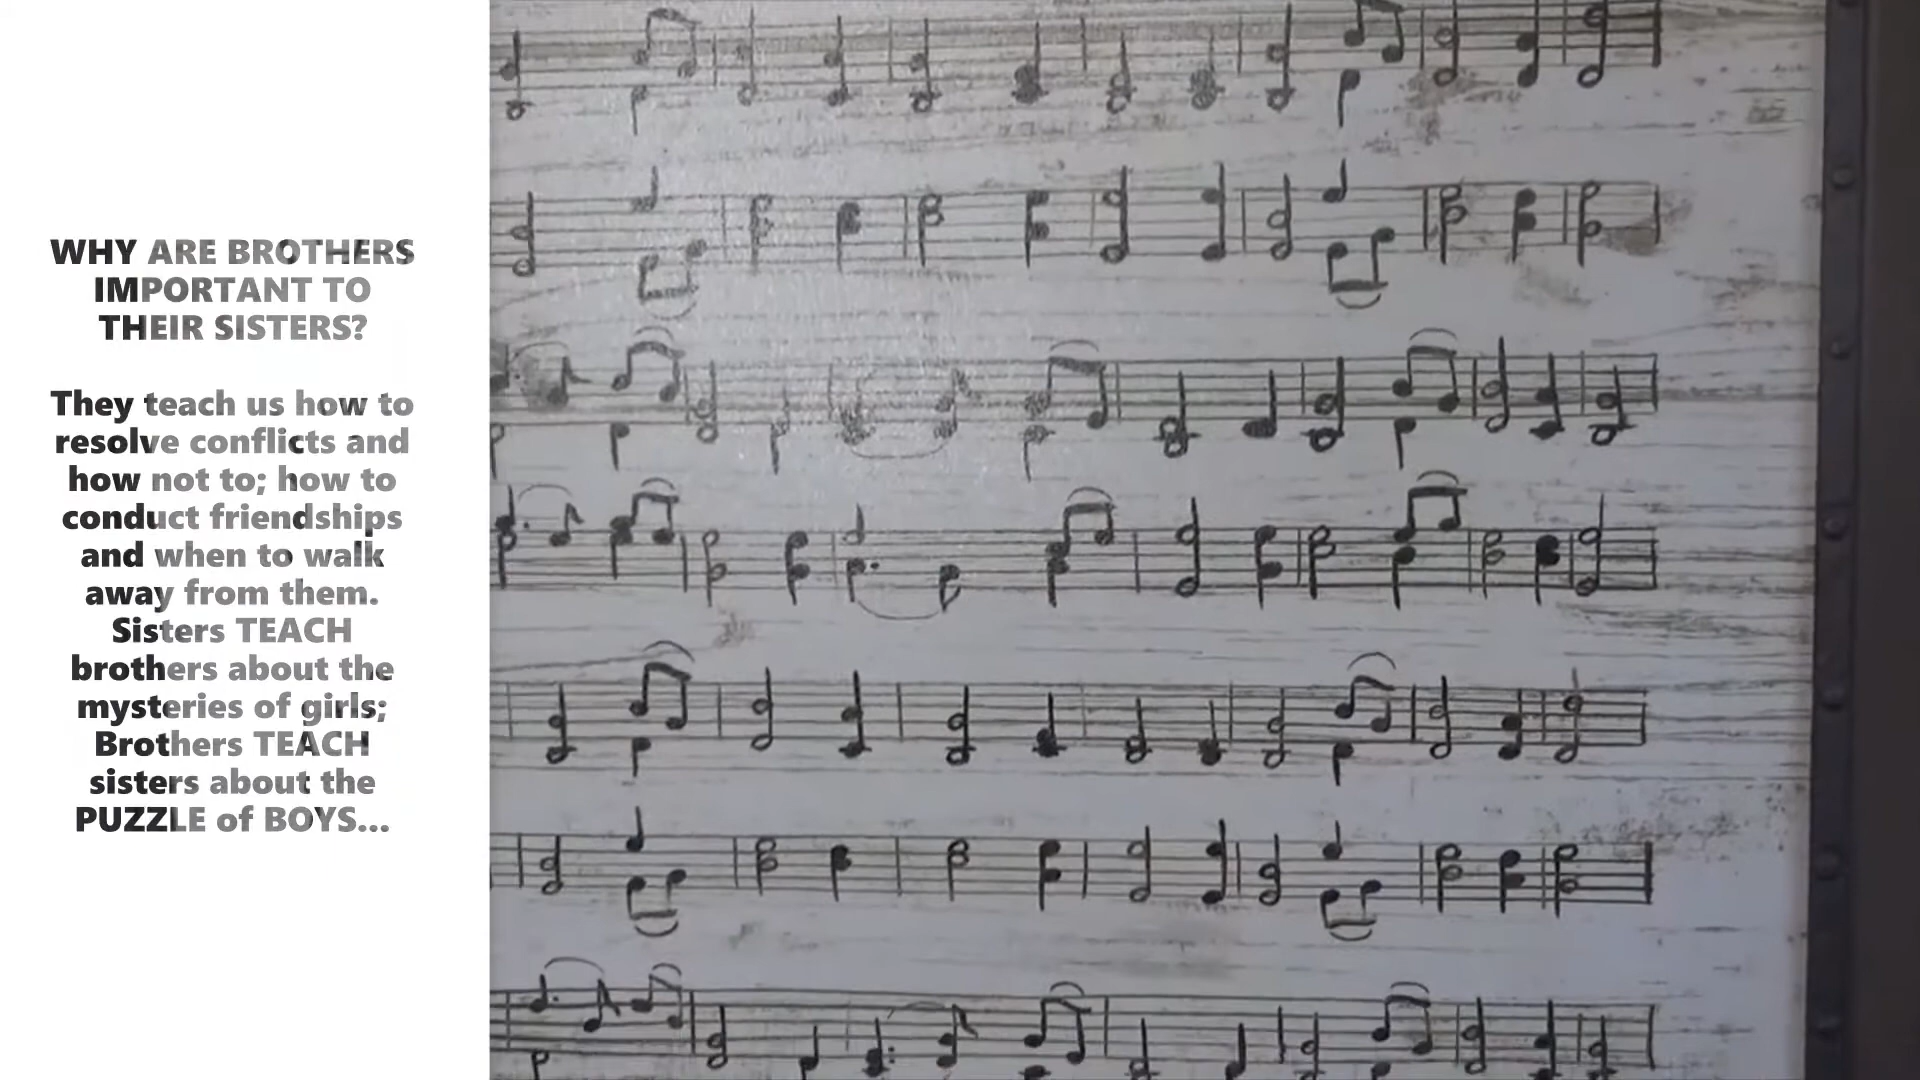 WHY ARE BROTHERS
IMPORTANT TO
THEIR SISTERS?
They teach us how to
resolve conflicts and
how not to; how to
conduct friendships
and when to walk
away from them.
Sisters TEACH
brothers about the
mysteries of girls;
Brothers TEACH
sisters about the
PUZZLE of BOYS...